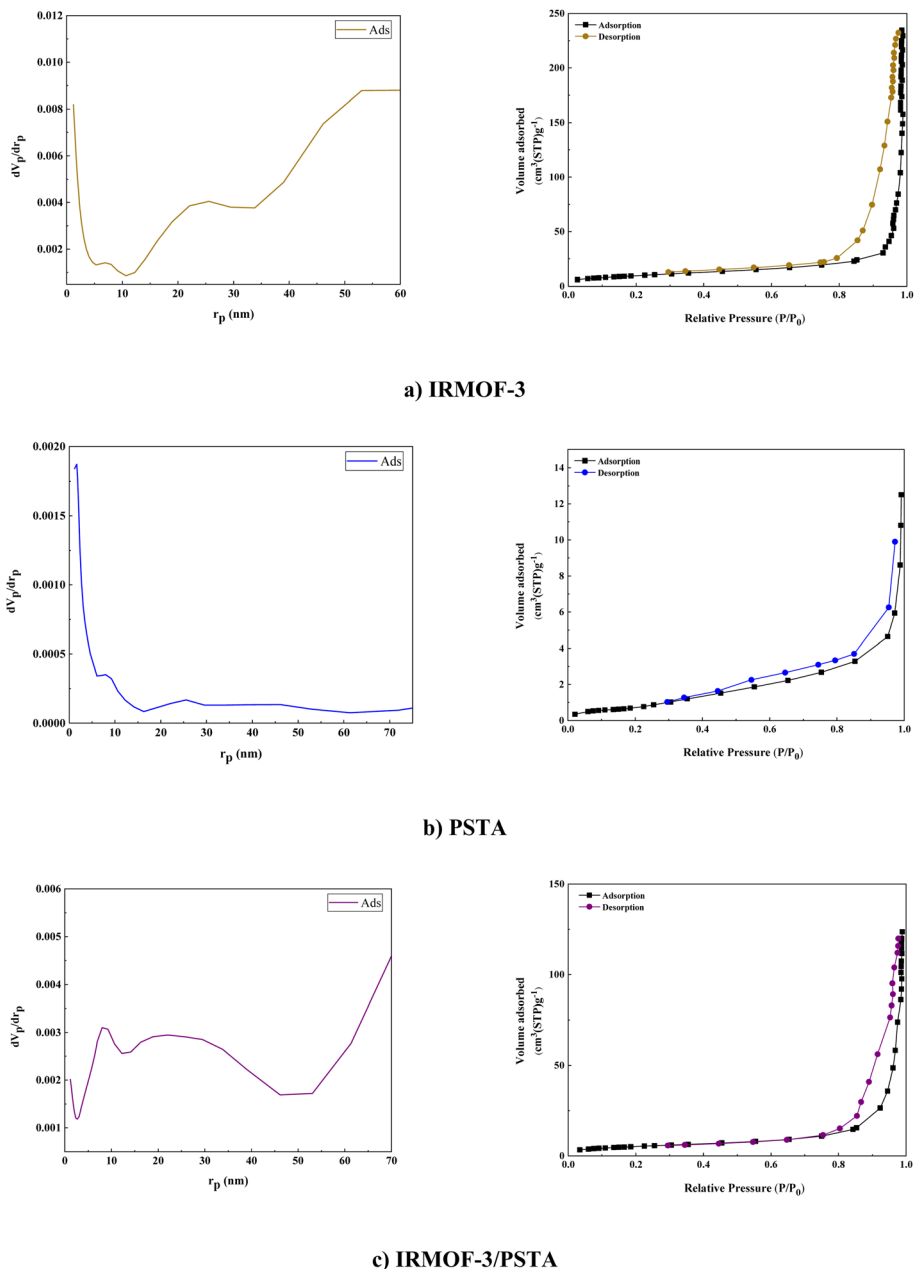 0.012
0.010
0.008
0.006
0.004
0.002
dVp/drp
0 10 20 30 40 50 60
rp (nm)
Ads
250
200
150
100
50
0
Volume adsorbed
(cm³(STP)g⁻¹)
0.0 0.2 0.4 0.6 0.8 1.0
Relative Pressure (P/P₀)
Adsorption
Desorption
a) IRMOF-3
0.0020
0.0015
0.0010
0.0005
0.0000
dVp/drp
0 10 20 30 40 50 60 70
rp (nm)
Ads
14
12
10
8
6
4
2
0
Volume adsorbed
(cm³(STP)g⁻¹)
0.0 0.2 0.4 0.6 0.8 1.0
Relative Pressure (P/P₀)
Adsorption
Desorption
b) PSTA
0.006
0.005
0.004
0.003
0.002
0.001
dVp/drp
0 10 20 30 40 50 60 70
rp (nm)
Ads
150
100
50
0
Volume adsorbed
(cm³(STP)g⁻¹)
0.0 0.2 0.4 0.6 0.8 1.0
Relative Pressure (P/P₀)
Adsorption
Desorption
c) IRMOF-3/PSTA